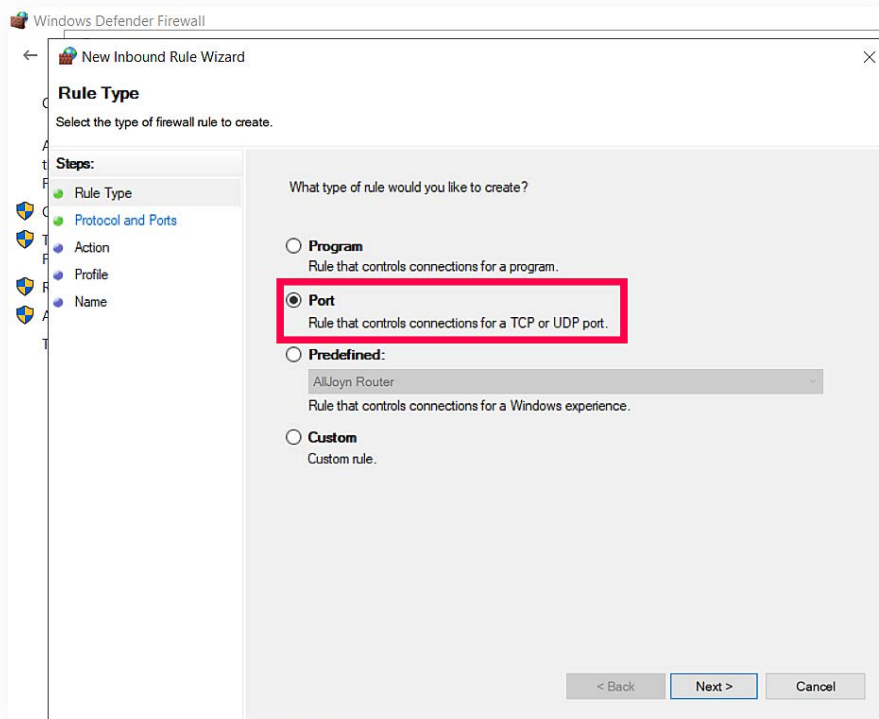 Windows Defender Firewall
New Inbound Rule Wizard
Rule Type
Select the type of firewall rule to create.
Steps:
Rule Type
Protocol and Ports
Action
Profile
Name
What type of rule would you like to create?
Program
Rule that controls connections for a program.
Port
Rule that controls connections for a TCP or UDP port.
Predefined:
AllJoyn Router
Rule that controls connections for a Windows experience.
Custom
Custom rule.
< Back
Next >
Cancel